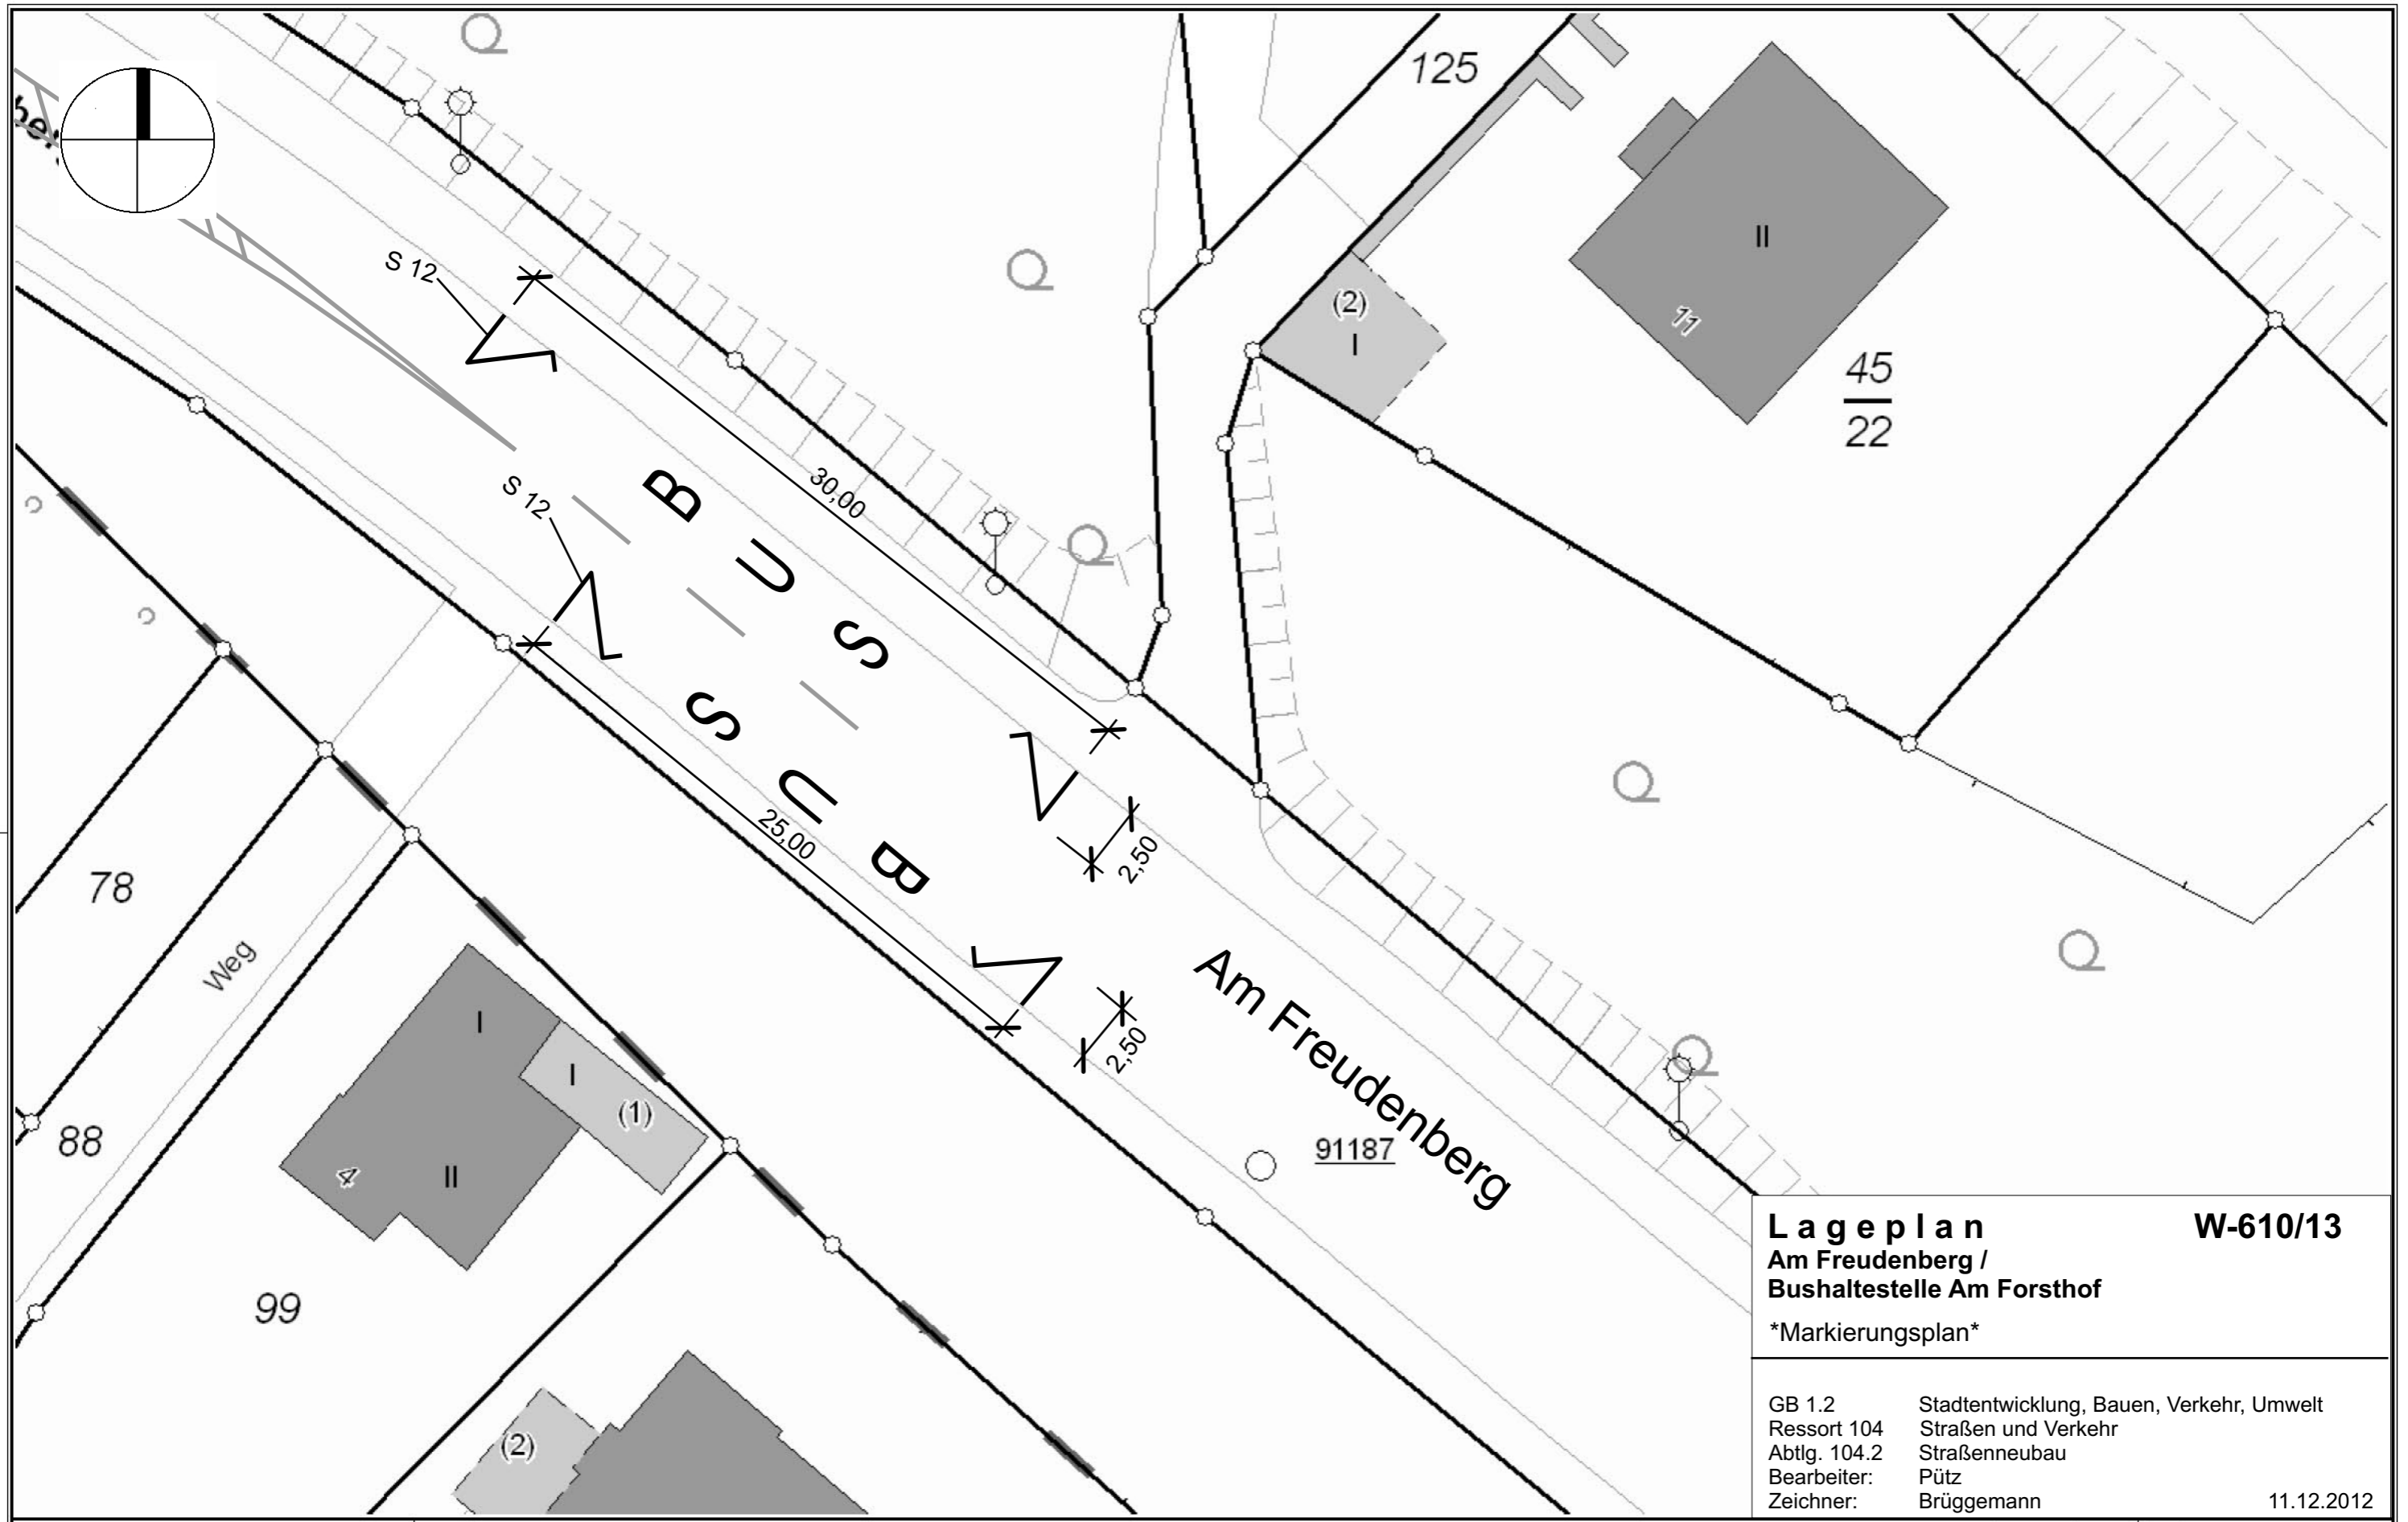 125
S 12
II
(2)
I
11
45
22
S 12
BUS
30,00
BUS
25,00
2,50
78
Weg
2,50
Am Freudenberg
I
I
(1)
88
4
II
91187
99
(2)
Lageplan W-610/13
Am Freudenberg /
Bushaltestelle Am Forsthof
*Markierungsplan*
GB 1.2 Stadtentwicklung, Bauen, Verkehr, Umwelt
Ressort 104 Straßen und Verkehr
Abtlg. 104.2 Straßenneubau
Bearbeiter: Pütz
Zeichner: Brüggemann 11.12.2012